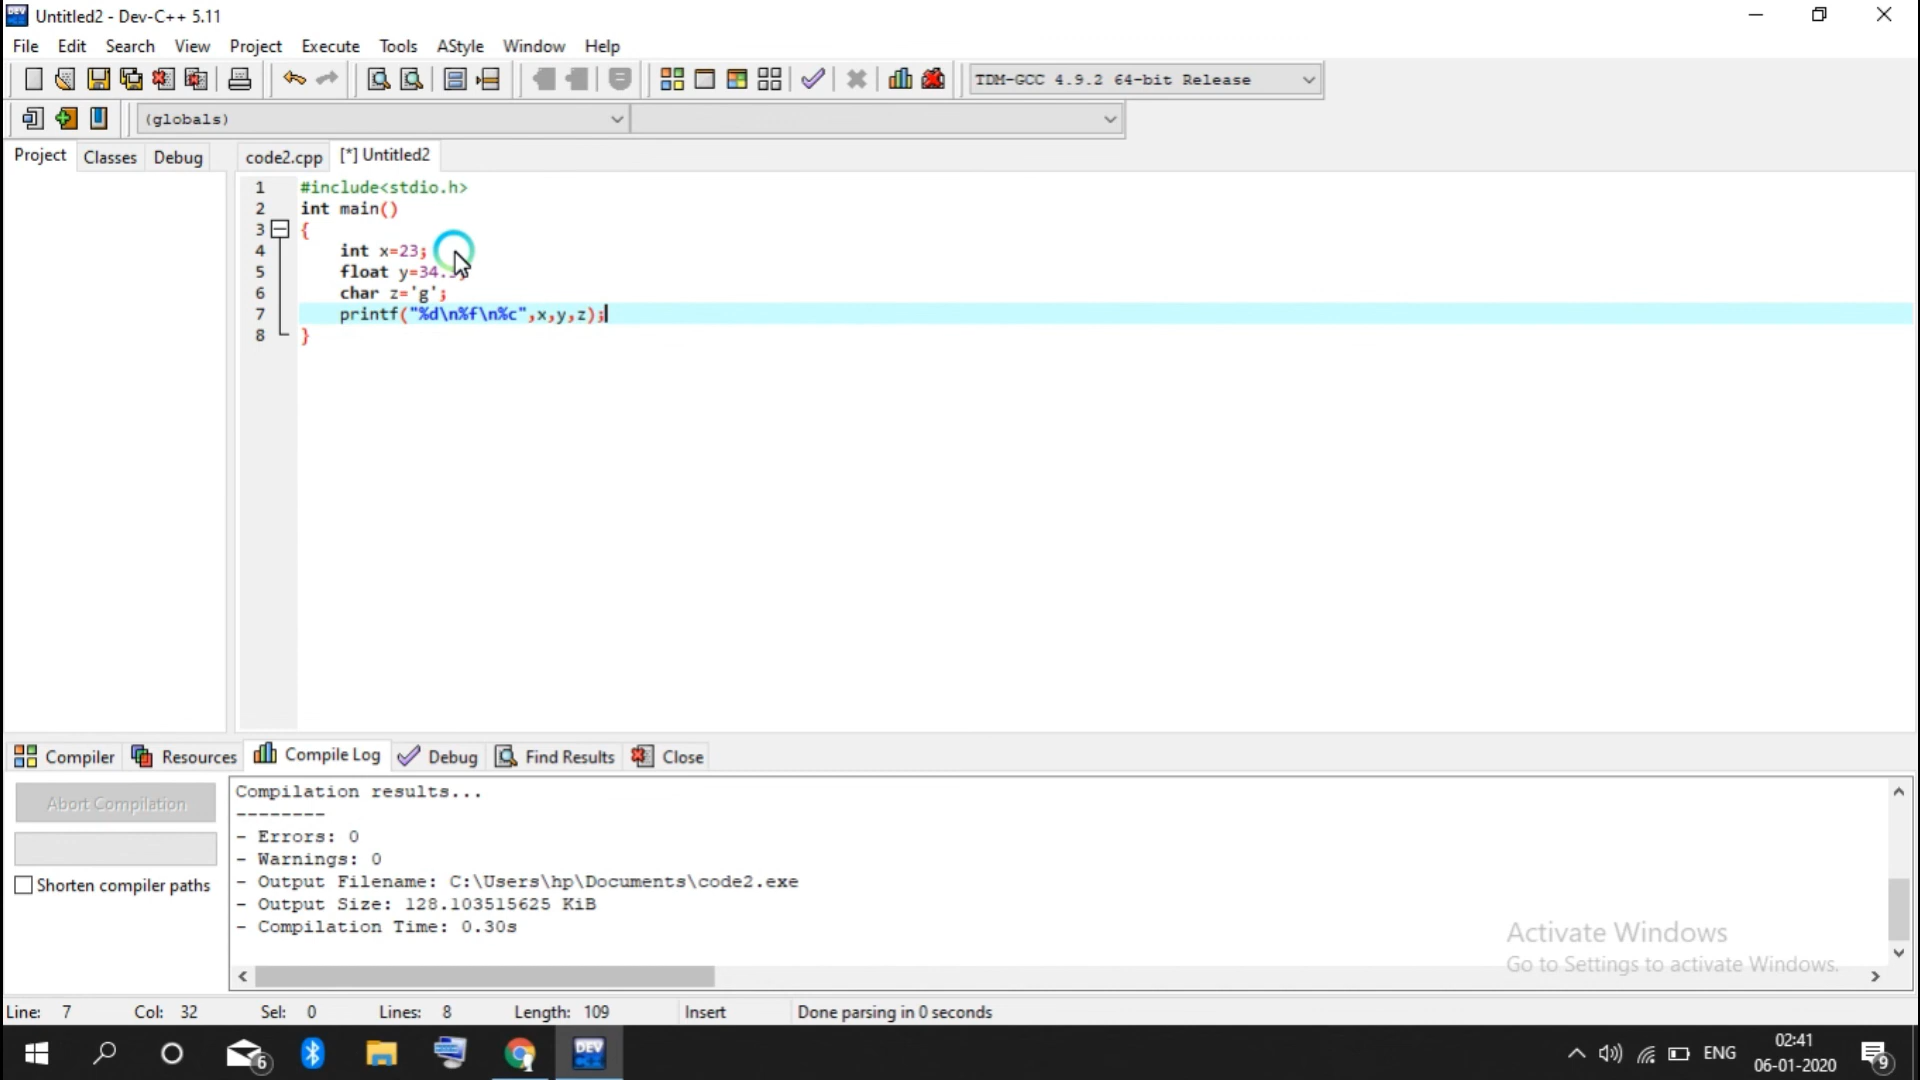 Untitled2 - Dev-C++ 5.11
File Edit Search View Project Execute Tools AStyle Window Help
TDM-GCC 4.9.2 64-bit Release
(globals)
Project Classes Debug code2.cpp [*] Untitled2
1 #include<stdio.h>
2 int main()
3 {
4 int x=23;
5 float y=34.
6 char z='g';
7 printf("%d\n%f\n%c",x,y,z);
8 }
Compiler Resources Compile Log Debug Find Results Close
Abort Compilation
Shorten compiler paths
Compilation results...
--------
- Errors: 0
- Warnings: 0
- Output Filename: C:\Users\hp\Documents\code2.exe
- Output Size: 128.103515625 KiB
- Compilation Time: 0.30s
Activate Windows
Go to Settings to activate Windows.
Line: 7 Col: 32 Sel: 0 Lines: 8 Length: 109 Insert Done parsing in 0 seconds
6 DEV ENG 02:41
06-01-2020 9